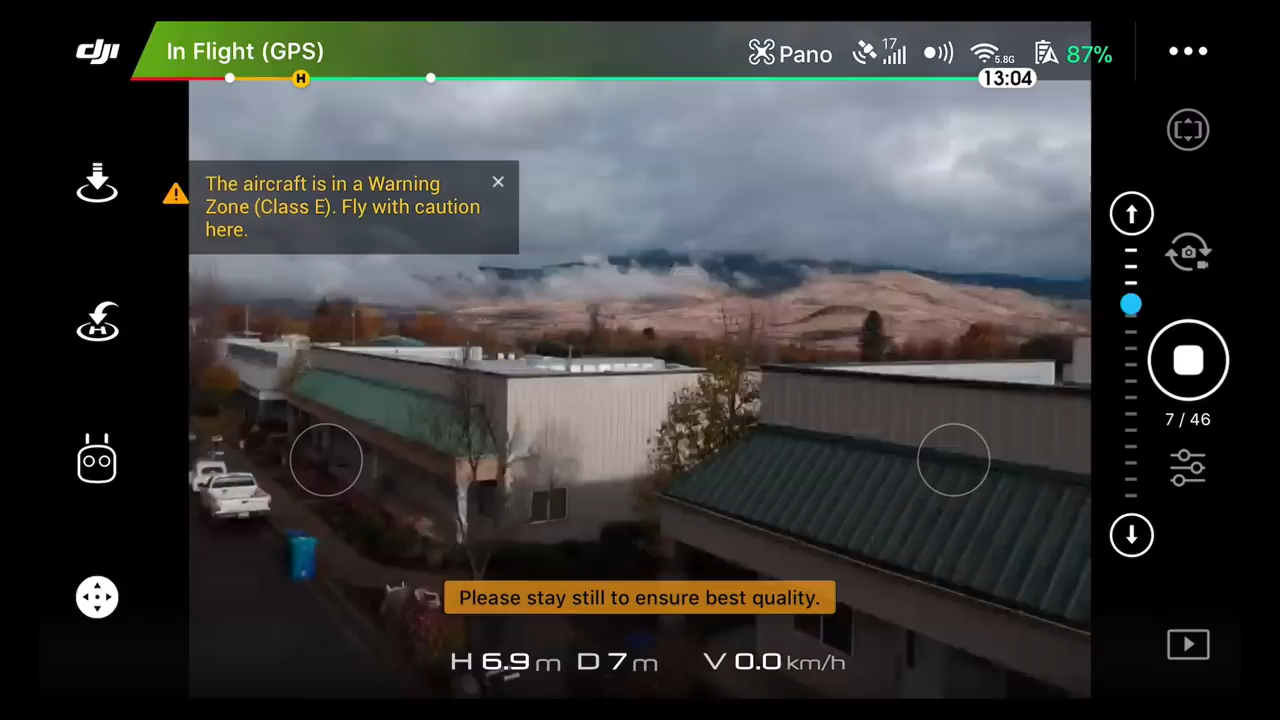 dji
In Flight (GPS)
Pano
17
5.8G
87%
H
13:04
The aircraft is in a Warning
Zone (Class E). Fly with caution
here.
H
7 / 46
Please stay still to ensure best quality.
H 6.9 m D 7 m V 0.0 km/h